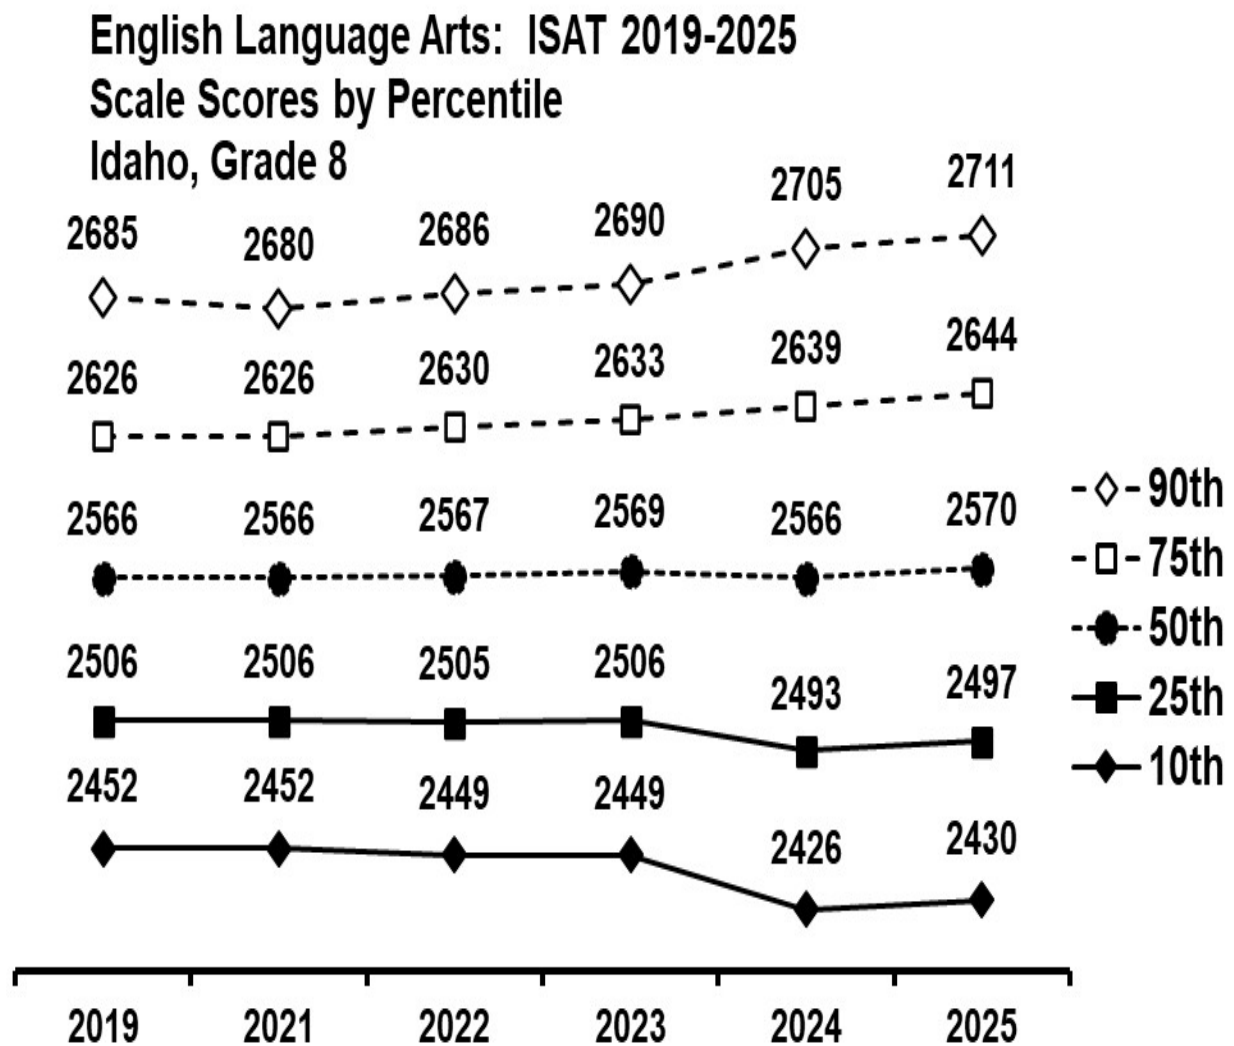 English Language Arts: ISAT 2019-2025
Scale Scores by Percentile
Idaho, Grade 8
2685 2680 2686 2690 2705 2711
2626 2626 2630 2633 2639 2644
2566 2566 2567 2569 2566 2570
2506 2506 2505 2506 2493 2497
2452 2452 2449 2449 2426 2430
90th
75th
50th
25th
10th
2019 2021 2022 2023 2024 2025